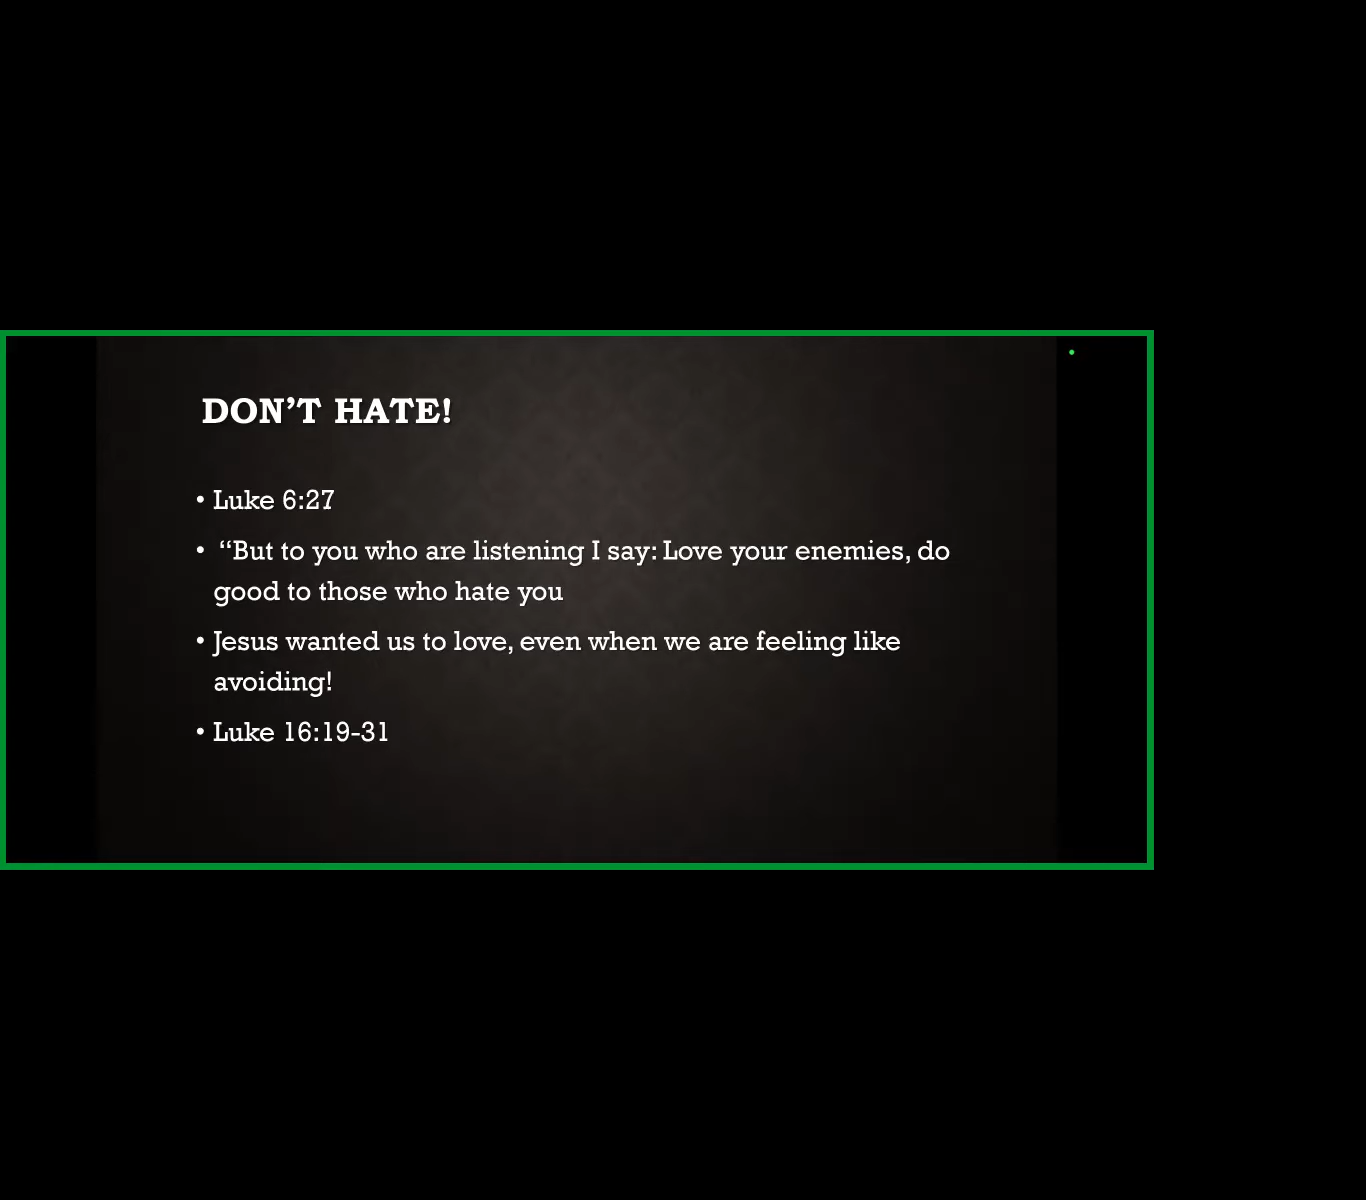 DON'T HATE!
• Luke 6:27
• “But to you who are listening I say: Love your enemies, do
good to those who hate you
• Jesus wanted us to love, even when we are feeling like
avoiding!
• Luke 16:19-31